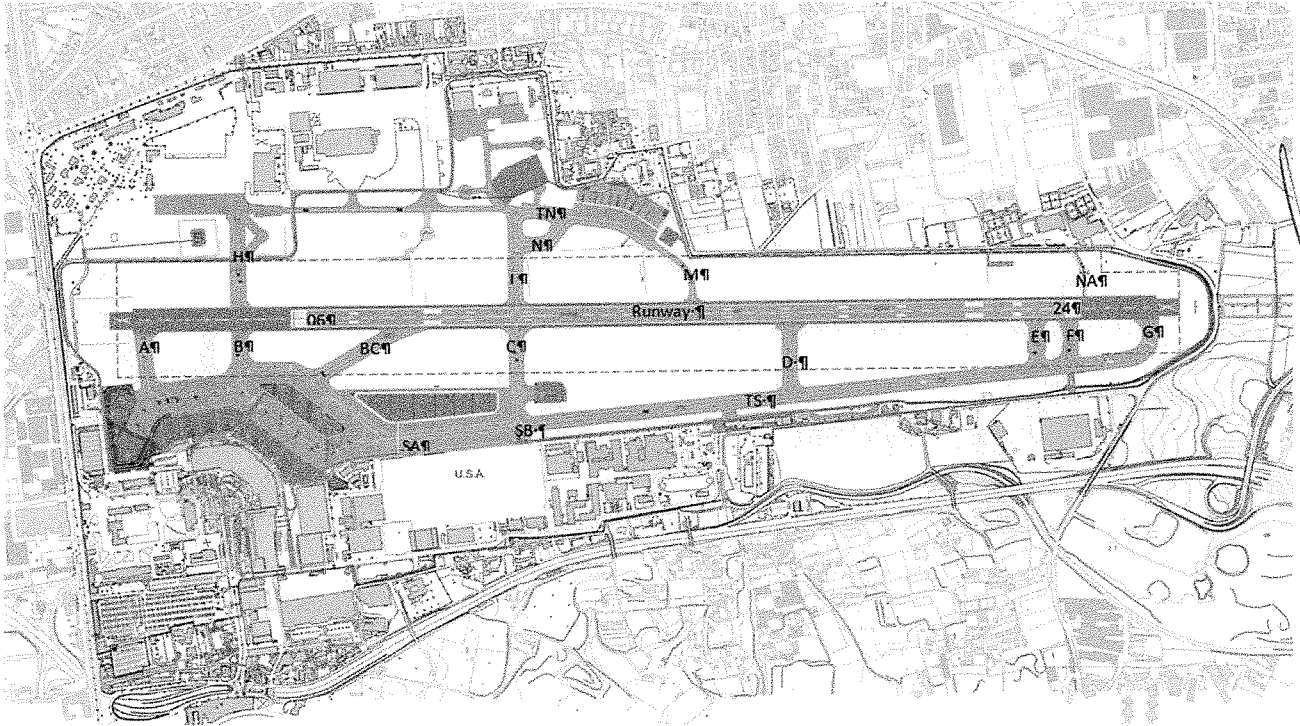 TN¶
N¶
H¶
I ¶
M¶
NA¶
06¶
Runway·¶
24¶
A¶
B¶
BC¶
C¶
D·¶
E¶
F¶
G¶
TS·¶
SA¶
SB·¶
U.S.A